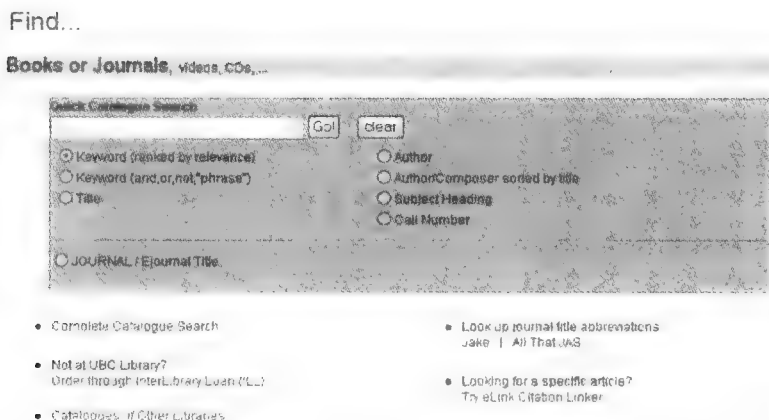 Find...
Books or Journals, videos, CDs,...
Quick Catalogue Search
Go! clear
Keyword (ranked by relevance)
Keyword (and,or,not,"phrase")
Title
Author
Author/Composer sorted by title
Subject Heading
Call Number
JOURNAL / Ejournal Title
Complete Catalogue Search
Not at UBC Library?
Order through InterLibrary Loan (ILL)
Catalogues of Other Libraries
Look up journal title abbreviations
Jake | All That JAS
Looking for a specific article?
Try eLink Citation Linker